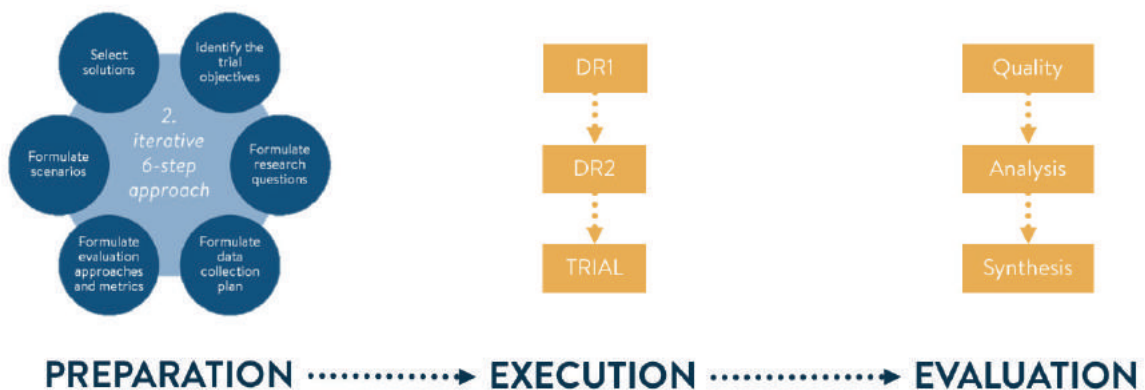 Select
solutions
Identify the
trial
objectives
2.
iterative
6-step
approach
Formulate
scenarios
Formulate
research
questions
Formulate
evaluation
approaches
and metrics
Formulate
data
collection
plan
DR1
DR2
TRIAL
Quality
Analysis
Synthesis
PREPARATION EXECUTION EVALUATION